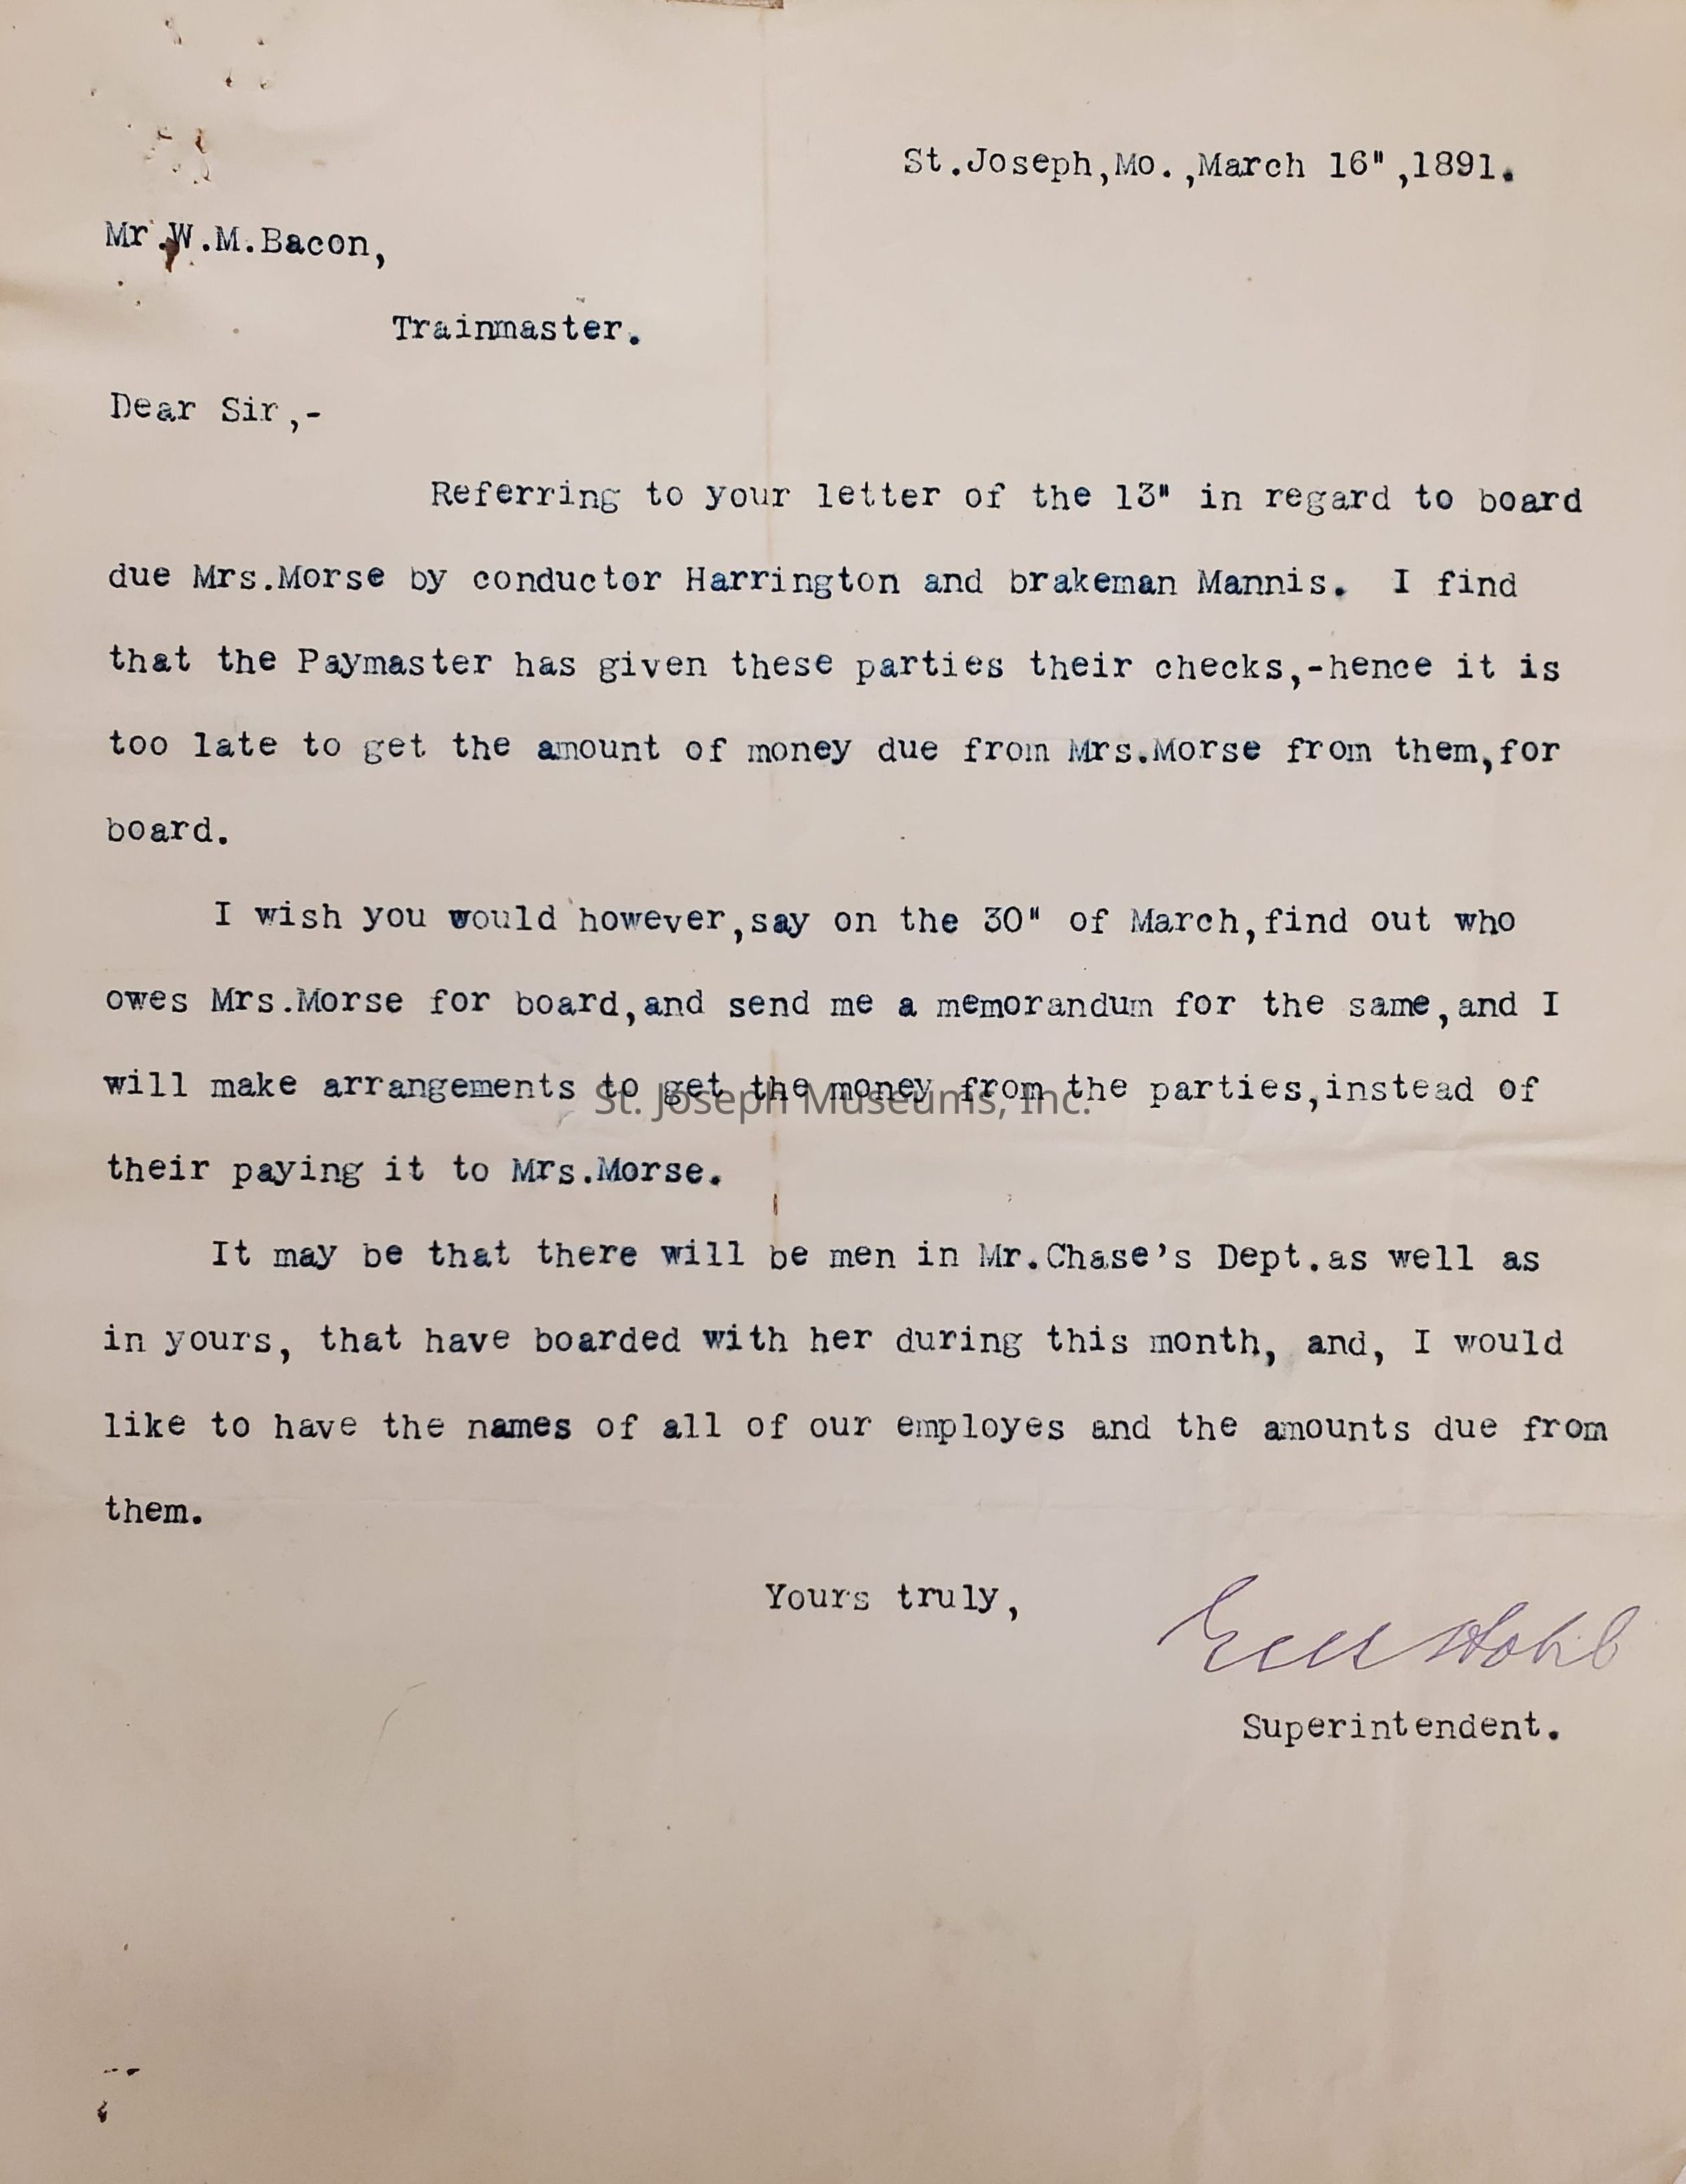 St.Joseph,Mo.,March 16",1891.
Mr.W.M.Bacon,
Trainmaster.
Dear Sir,-
Referring to your letter of the 13" in regard to board
due Mrs.Morse by conductor Harrington and brakeman Mannis. I find
that the Paymaster has given these parties their checks,-hence it is
too late to get the amount of money due from Mrs.Morse from them,for
board.
I wish you would however,say on the 30" of March,find out who
owes Mrs.Morse for board,and send me a memorandum for the same,and I
will make arrangements to get the money from the parties,instead of
St. Joseph Museums, Inc.
their paying it to Mrs.Morse.
It may be that there will be men in Mr.Chase's Dept.as well as
in yours, that have boarded with her during this month, and, I would
like to have the names of all of our employes and the amounts due from
them.
Yours truly,
Superintendent.